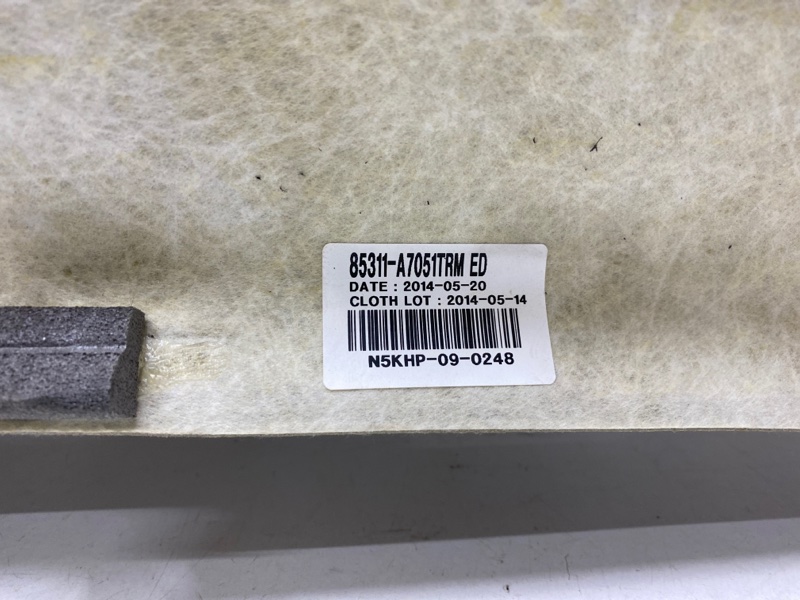 85311-A7051TRM ED
DATE : 2014-05-20
CLOTH LOT : 2014-05-14
N5KHP-09-0248